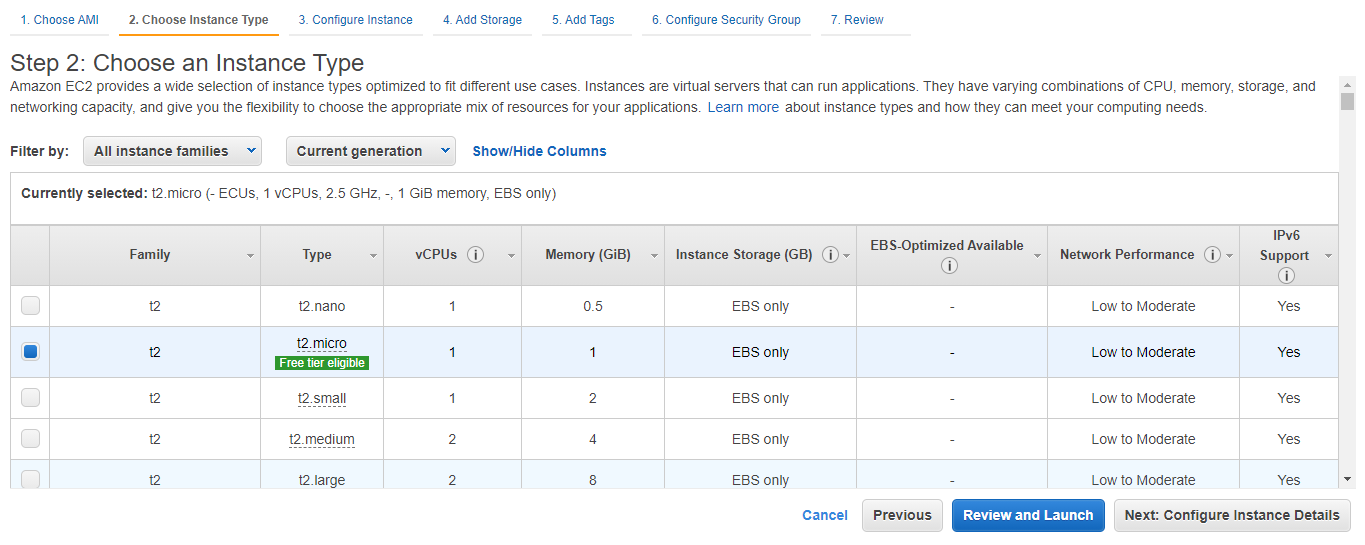 1. Choose AMI 2. Choose Instance Type 3. Configure Instance 4. Add Storage 5. Add Tags 6. Configure Security Group 7. Review
Step 2: Choose an Instance Type
Amazon EC2 provides a wide selection of instance types optimized to fit different use cases. Instances are virtual servers that can run applications. They have varying combinations of CPU, memory, storage, and
networking capacity, and give you the flexibility to choose the appropriate mix of resources for your applications. Learn more about instance types and how they can meet your computing needs.
Filter by: All instance families Current generation Show/Hide Columns
Currently selected: t2.micro (- ECUs, 1 vCPUs, 2.5 GHz, -, 1 GiB memory, EBS only)
Family Type vCPUs i Memory (GiB) Instance Storage (GB) i EBS-Optimized Available i Network Performance i IPv6 Support i
t2 t2.nano 1 0.5 EBS only - Low to Moderate Yes
t2 t2.micro 1 1 EBS only - Low to Moderate Yes
Free tier eligible
t2 t2.small 1 2 EBS only - Low to Moderate Yes
t2 t2.medium 2 4 EBS only - Low to Moderate Yes
t2 t2.large 2 8 EBS only - Low to Moderate Yes
Cancel Previous Review and Launch Next: Configure Instance Details